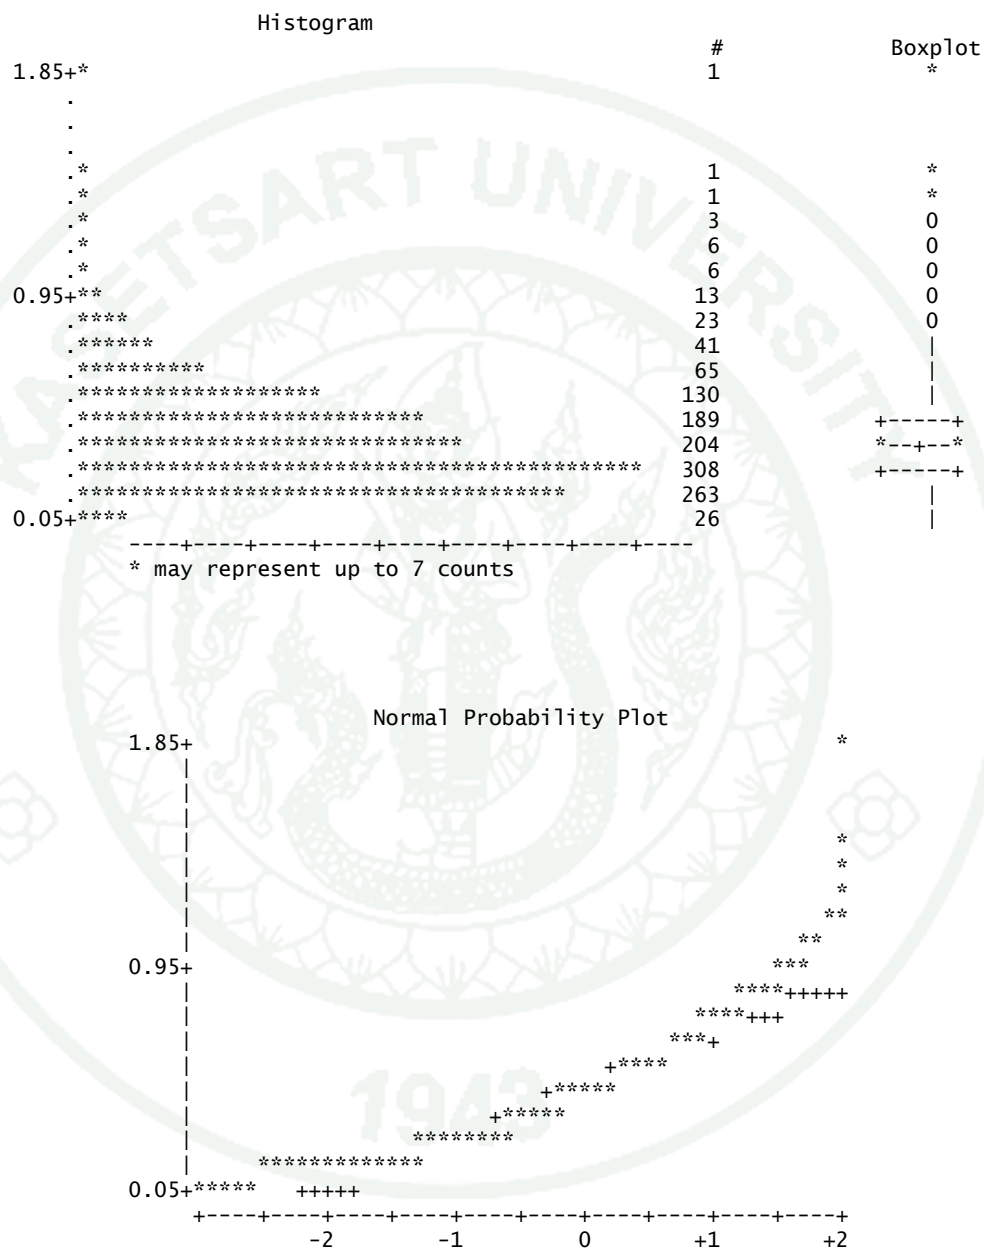 Histogram
                                                        #             Boxplot
1.85+*                                                  1                *
    .
    .
    .
    .*                                                  1                *
    .*                                                  1                *
    .*                                                  3                0
    .*                                                  6                0
    .*                                                  6                0
0.95+**                                                13                0
    .****                                              23                0
    .******                                            41                |
    .**********                                        65                |
    .*******************                              130                |
    .***************************                      189             +-----+
    .******************************                   204             *--+--*
    .********************************************     308             +-----+
    .**************************************           263                |
0.05+****                                              26                |
     ----+----+----+----+----+----+----+----+----
     * may represent up to 7 counts
Normal Probability Plot
1.85+                                                  *
    |
    |
    |
    |                                                  *
    |                                                  *
    |                                                  *
    |                                                 **
    |                                               **
0.95+                                             ***
    |                                          ****+++++
    |                                       ****+++
    |                                     ***+
    |                                +****
    |                           +*****
    |                       +*****
    |                 ********
    |     *************
0.05+*****   +++++
     +----+----+----+----+----+----+----+----+----+----+
         -2        -1         0        +1        +2
KASETSART UNIVERSITY
1943